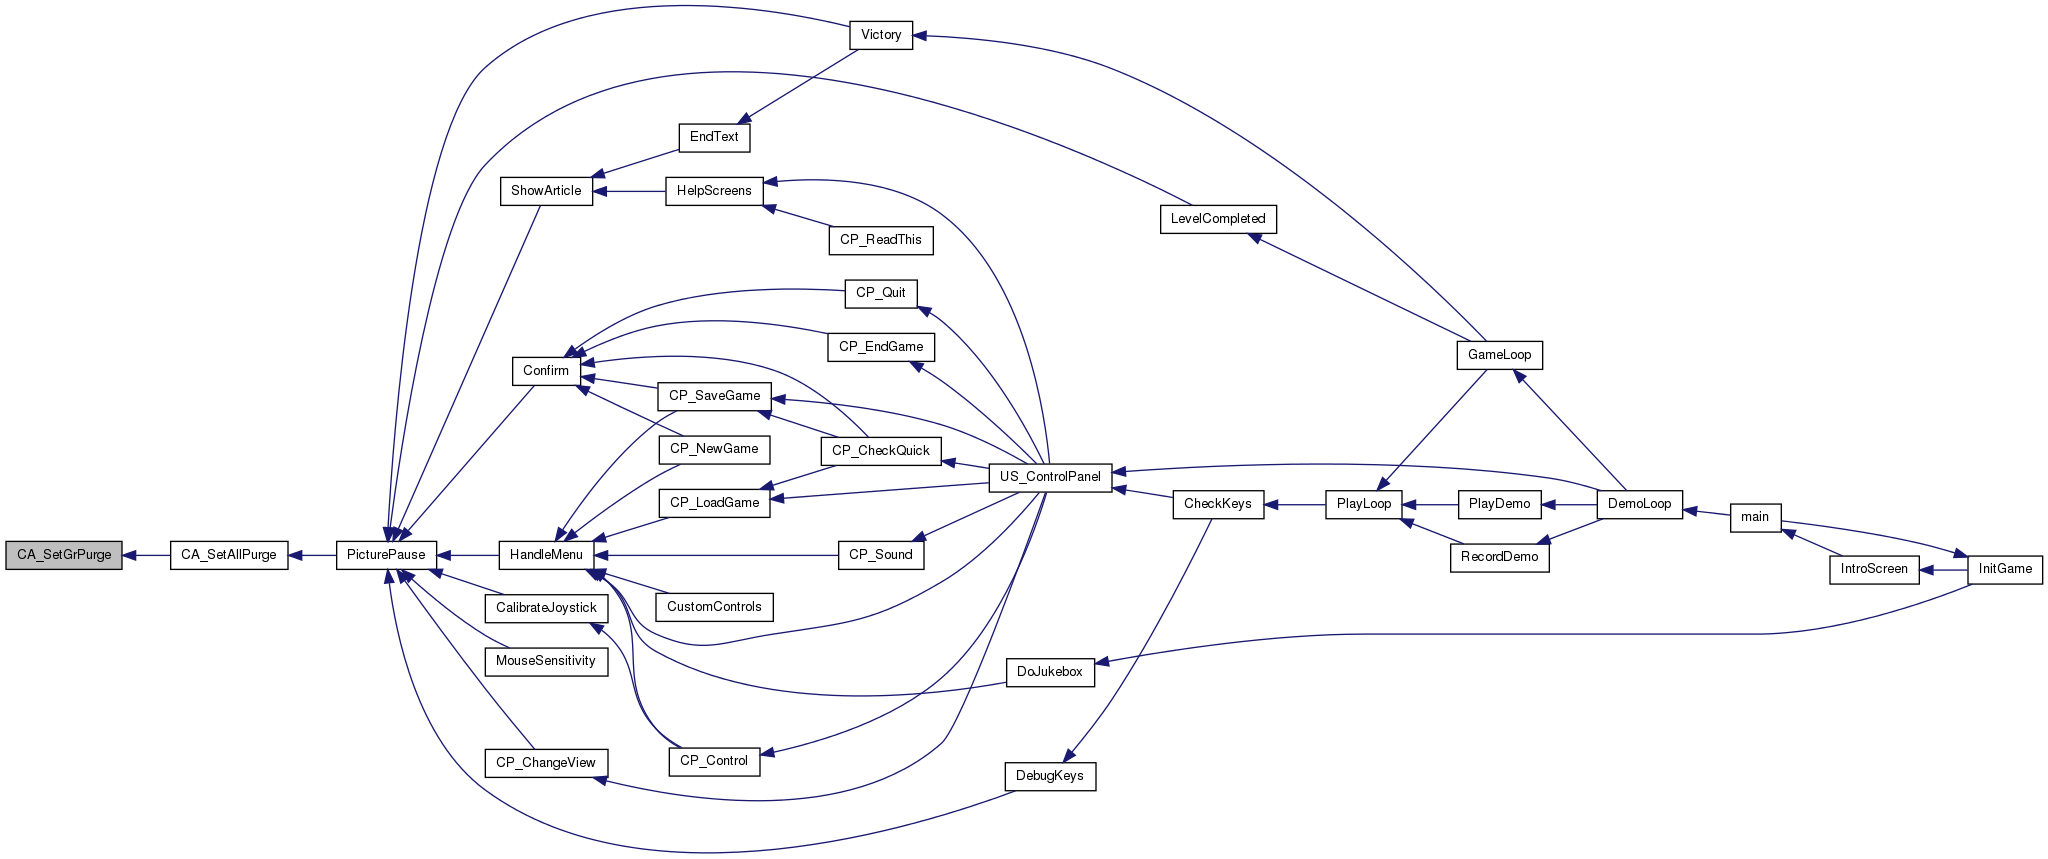 Victory
EndText
ShowArticle
HelpScreens
LevelCompleted
CP_ReadThis
CP_Quit
CP_EndGame
GameLoop
Confirm
CP_SaveGame
CP_NewGame
CP_CheckQuick
US_ControlPanel
CP_LoadGame
CheckKeys
PlayLoop
PlayDemo
DemoLoop
main
CA_SetGrPurge
CA_SetAllPurge
PicturePause
HandleMenu
CP_Sound
RecordDemo
IntroScreen
InitGame
CalibrateJoystick
CustomControls
MouseSensitivity
DoJukebox
CP_ChangeView
CP_Control
DebugKeys